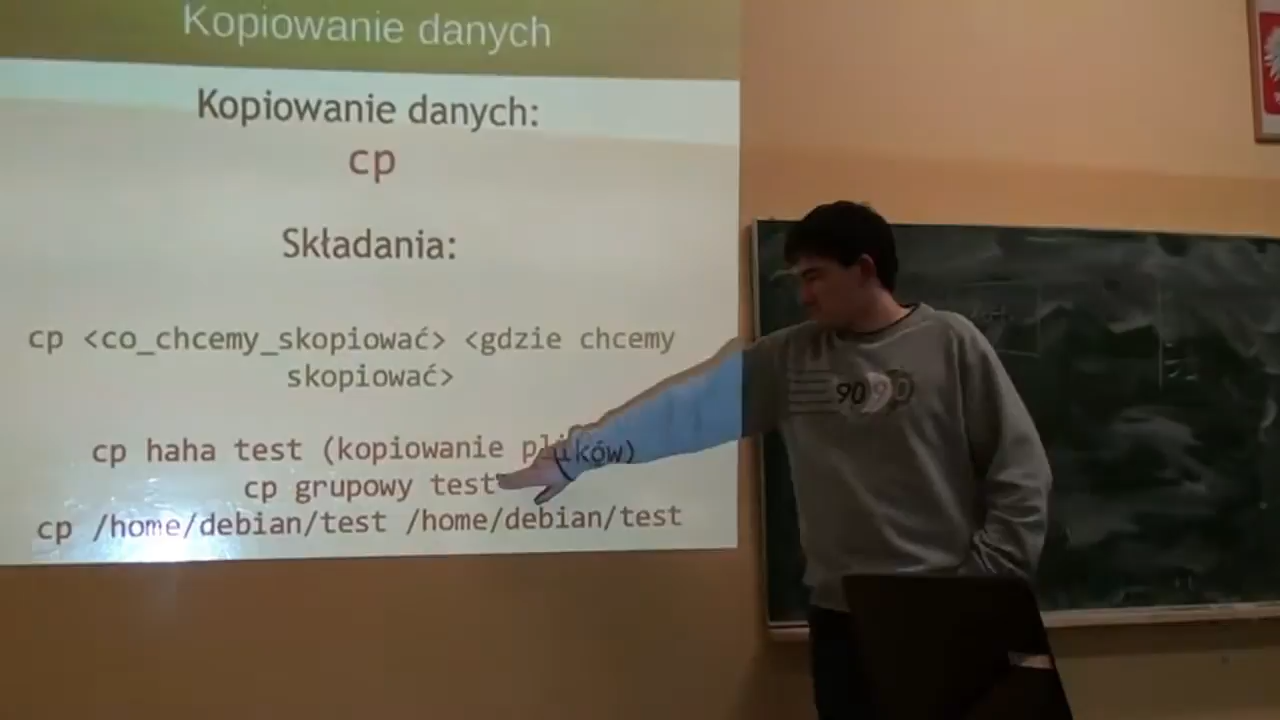 Kopiowanie danych
Kopiowanie danych:
cp
Składania:
cp <co_chcemy_skopiować> <gdzie chcemy
skopiować>
cp haha test (kopiowanie plików)
cp grupowy test
cp /home/debian/test /home/debian/test
9090